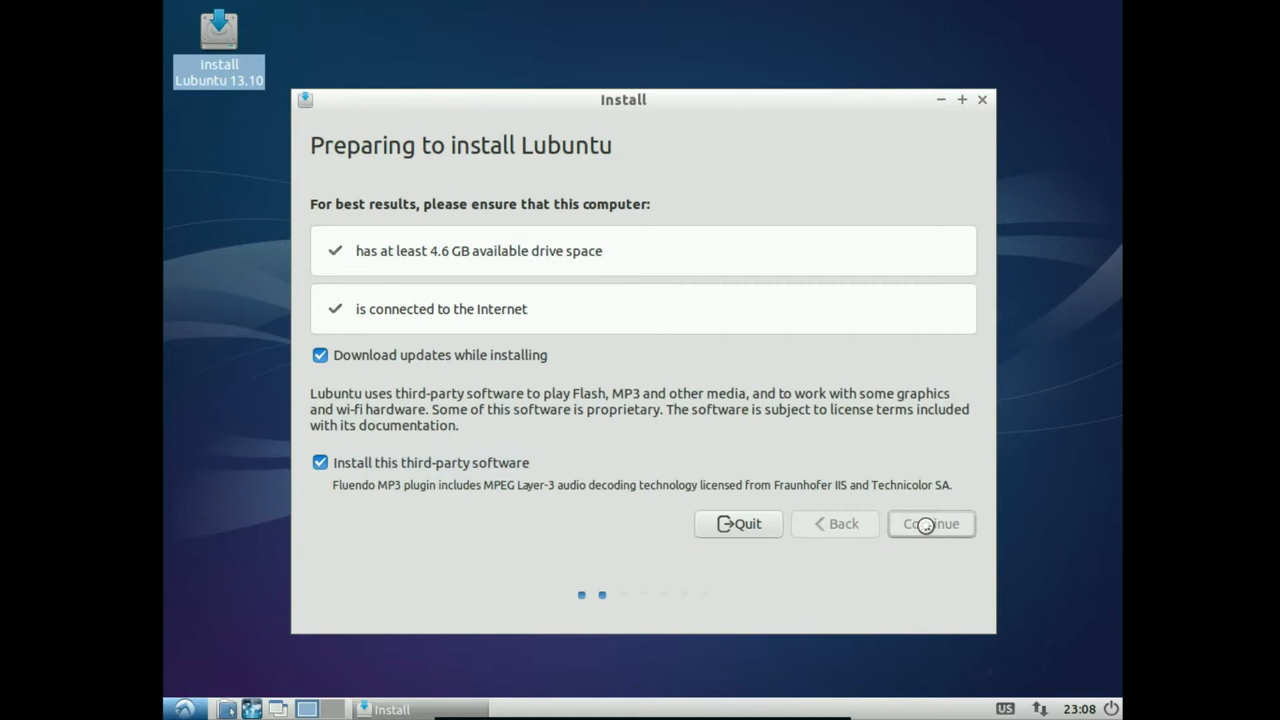 Install
Lubuntu 13.10
Install
Preparing to install Lubuntu
For best results, please ensure that this computer:
has at least 4.6 GB available drive space
is connected to the Internet
Download updates while installing
Lubuntu uses third-party software to play Flash, MP3 and other media, and to work with some graphics
and wi-fi hardware. Some of this software is proprietary. The software is subject to license terms included
with its documentation.
Install this third-party software
Fluendo MP3 plugin includes MPEG Layer-3 audio decoding technology licensed from Fraunhofer IIS and Technicolor SA.
Quit
Back
Continue
Install
US
23:08